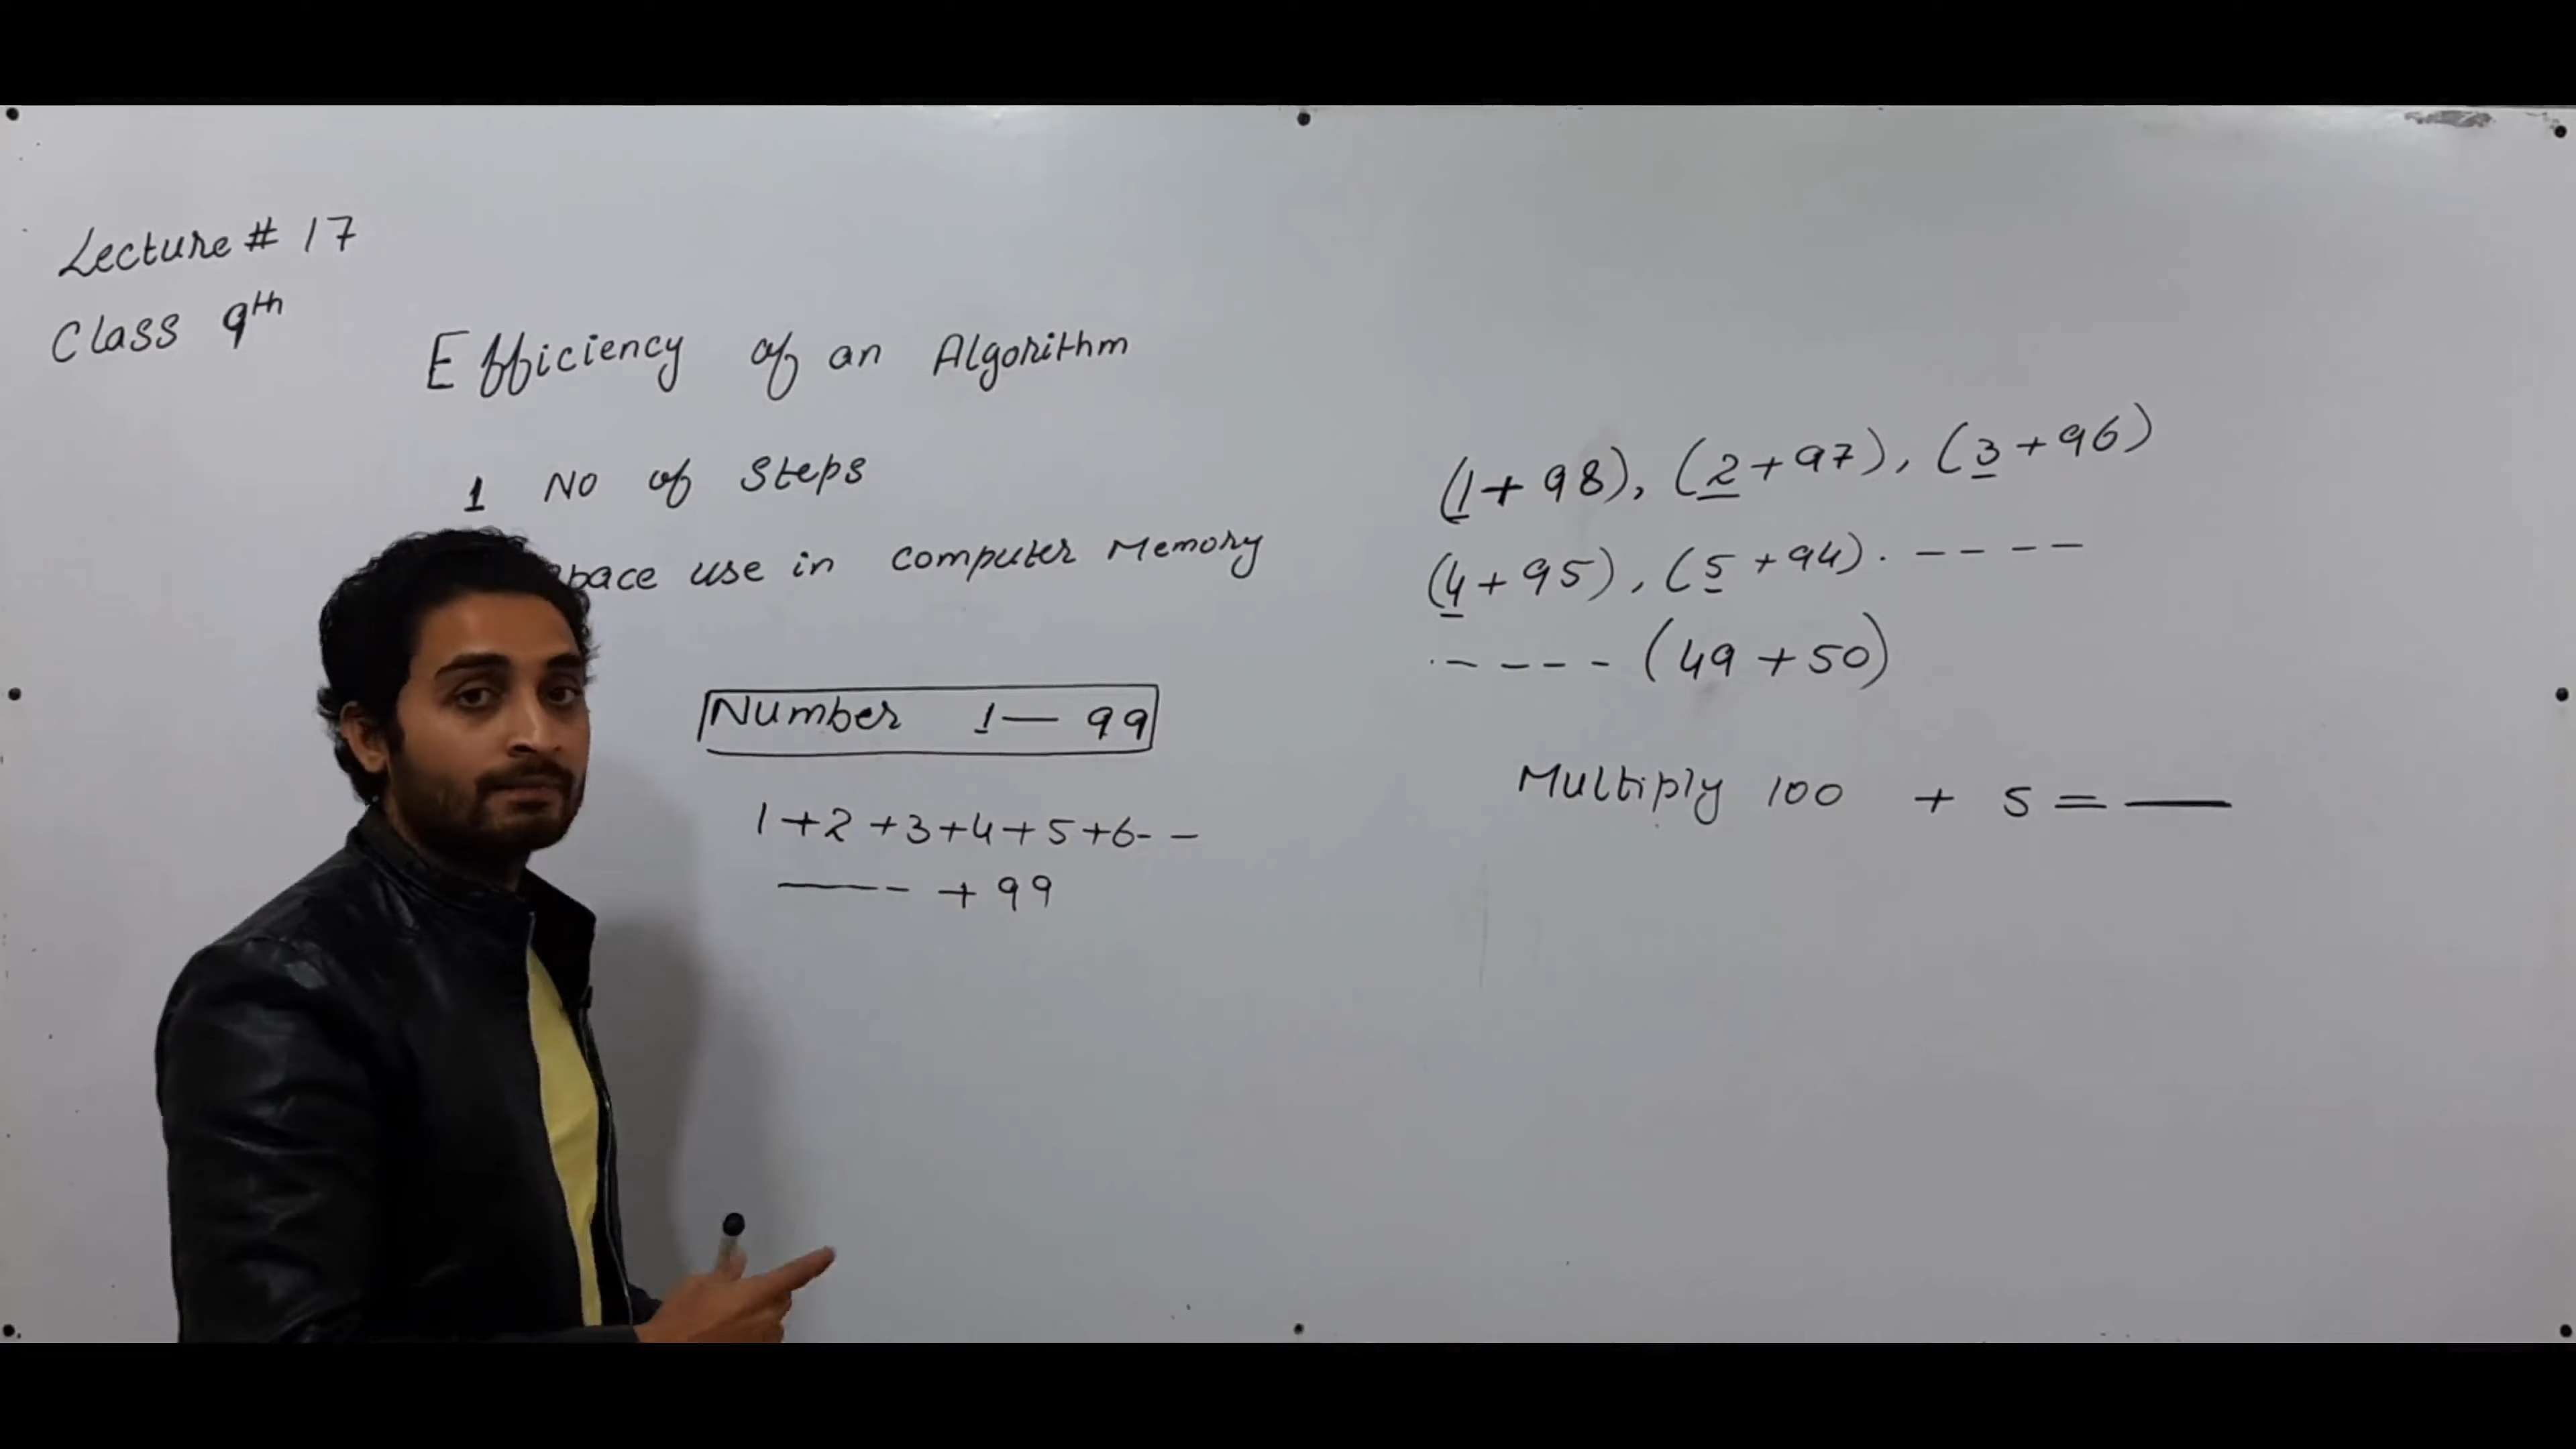 Lecture # 17
Class 9th
Efficiency of an Algorithm
1 No of Steps
use in computer Memory
Number 1— 99
1+2+3+4+5+6- -
——-- + 99
(1+98), (2+97), (3+96)
(4+95), (5+94). ----
.---- (49+50)
Multiply 100 + 5 = —